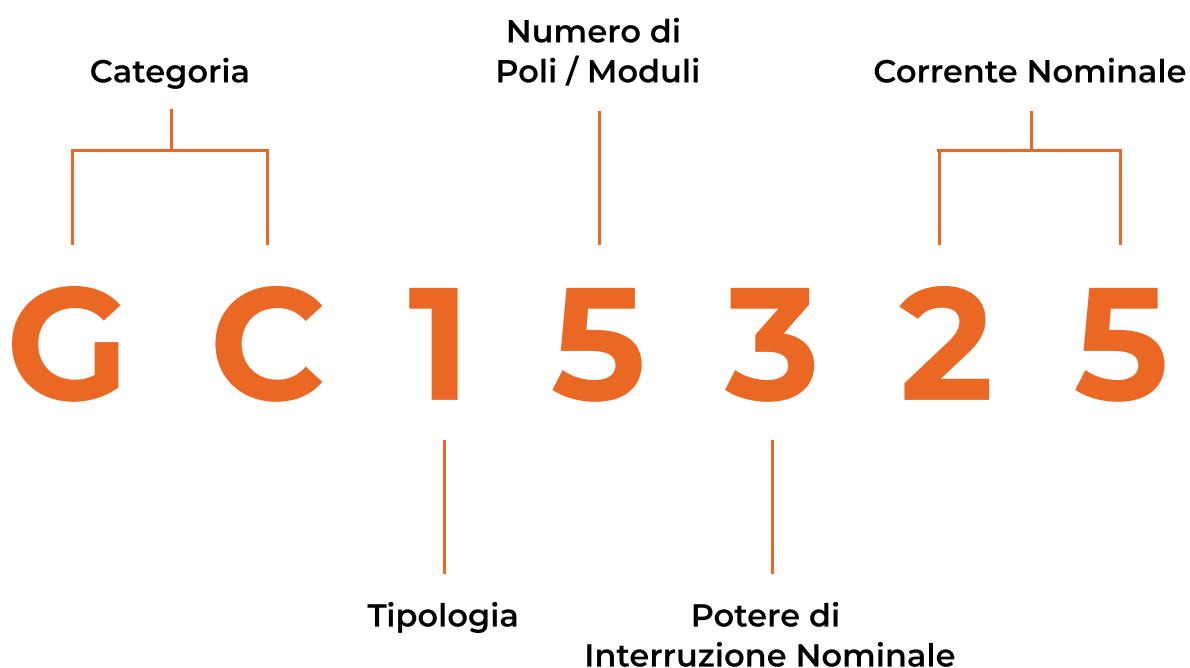 Numero di
Categoria
Poli / Moduli
Corrente Nominale
G C 1 5 3 2 5
Tipologia
Potere di
Interruzione Nominale